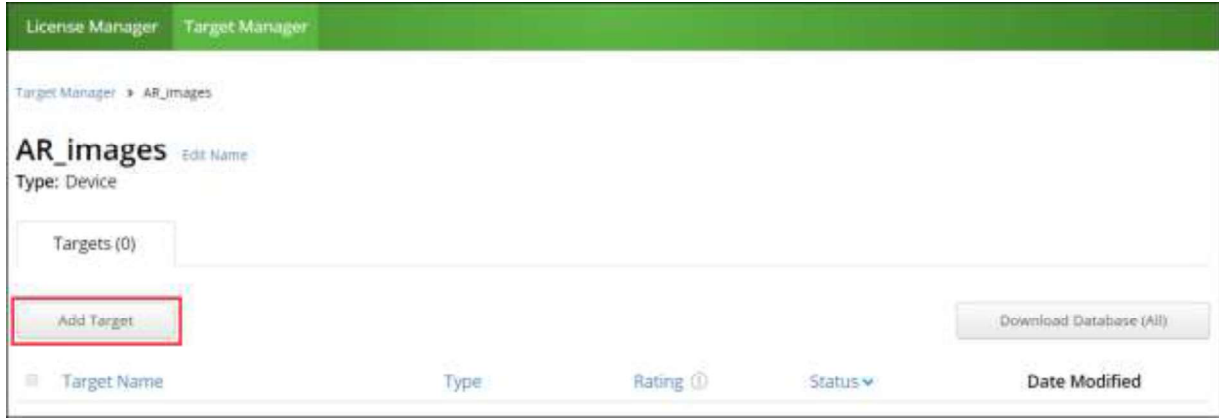 License Manager Target Manager
Target Manager > AR_images
AR_images Edit Name
Type: Device
Targets (0)
Add Target Download Database (All)
Target Name Type Rating Status Date Modified